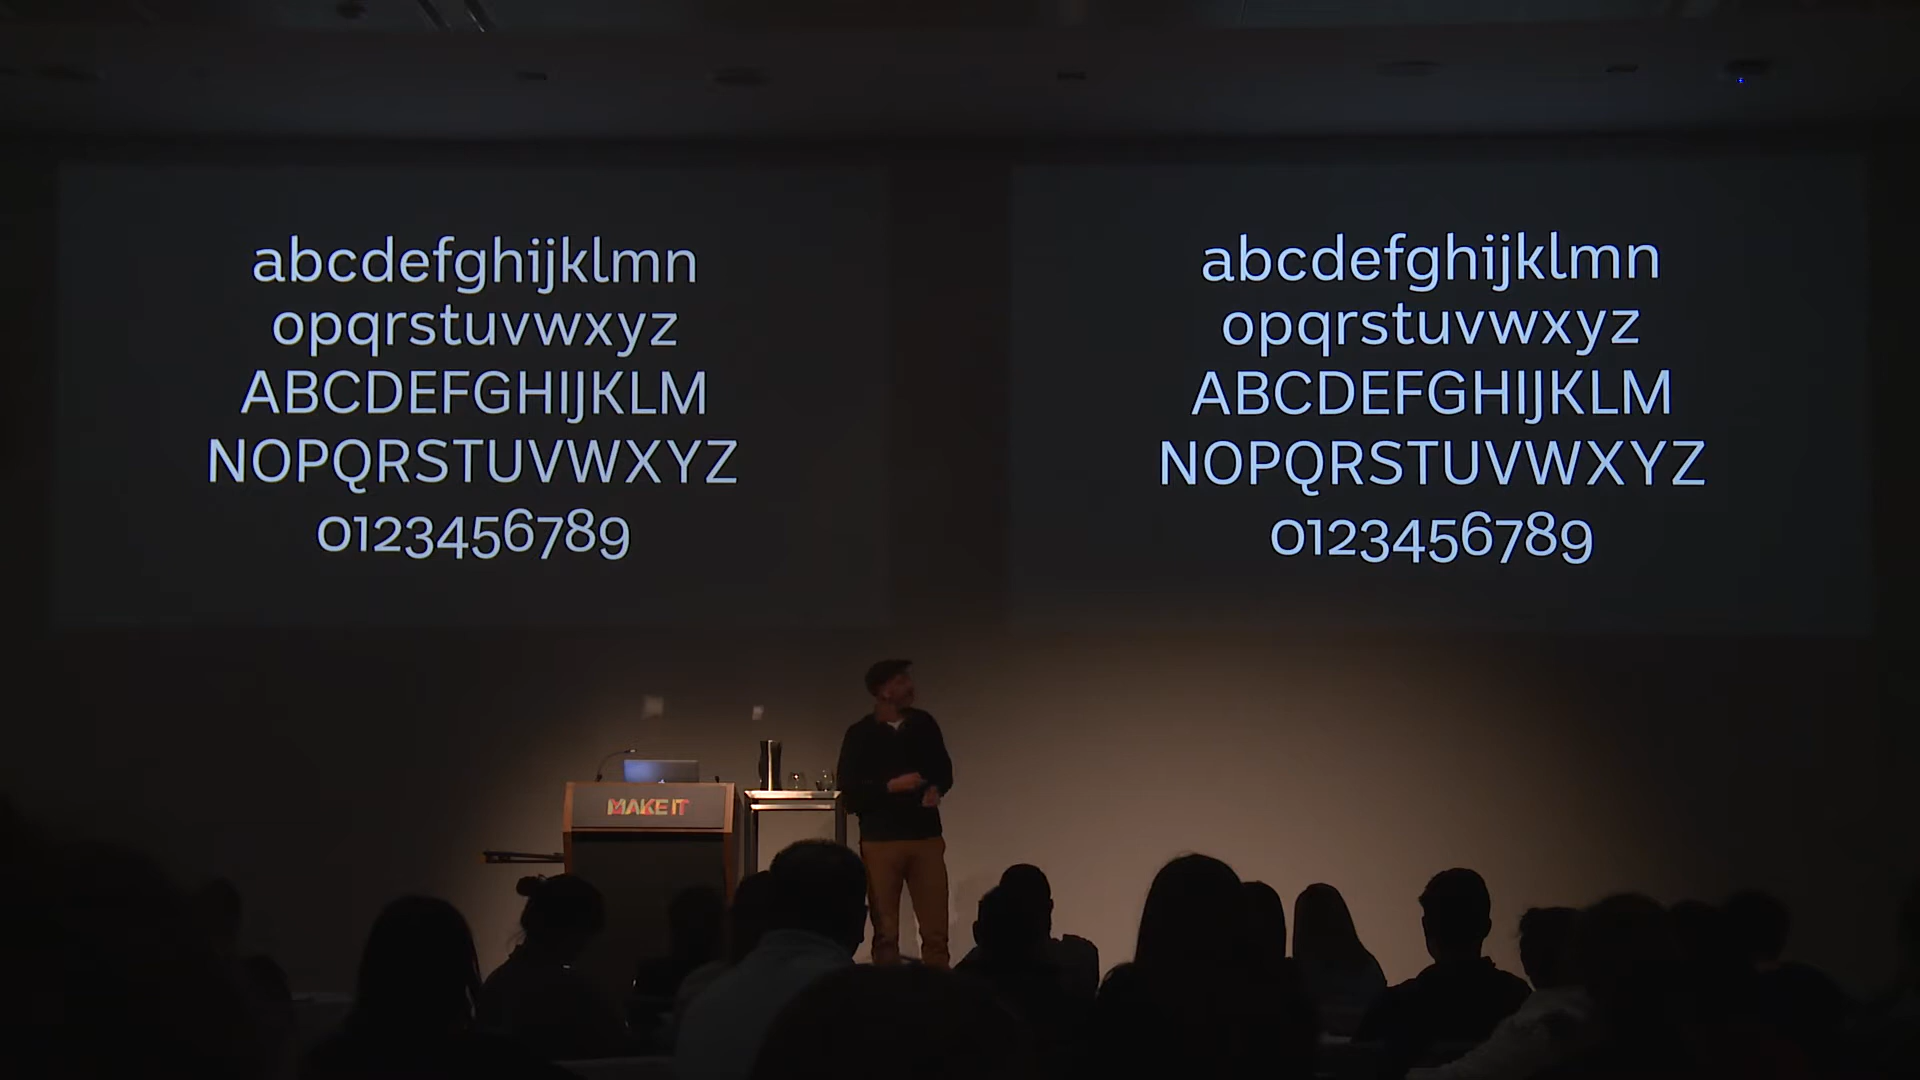 abcdefghijklmn
opqrstuvwxyz
ABCDEFGHIJKLM
NOPQRSTUVWXYZ
0123456789
abcdefghijklmn
opqrstuvwxyz
ABCDEFGHIJKLM
NOPQRSTUVWXYZ
0123456789
MAKE IT